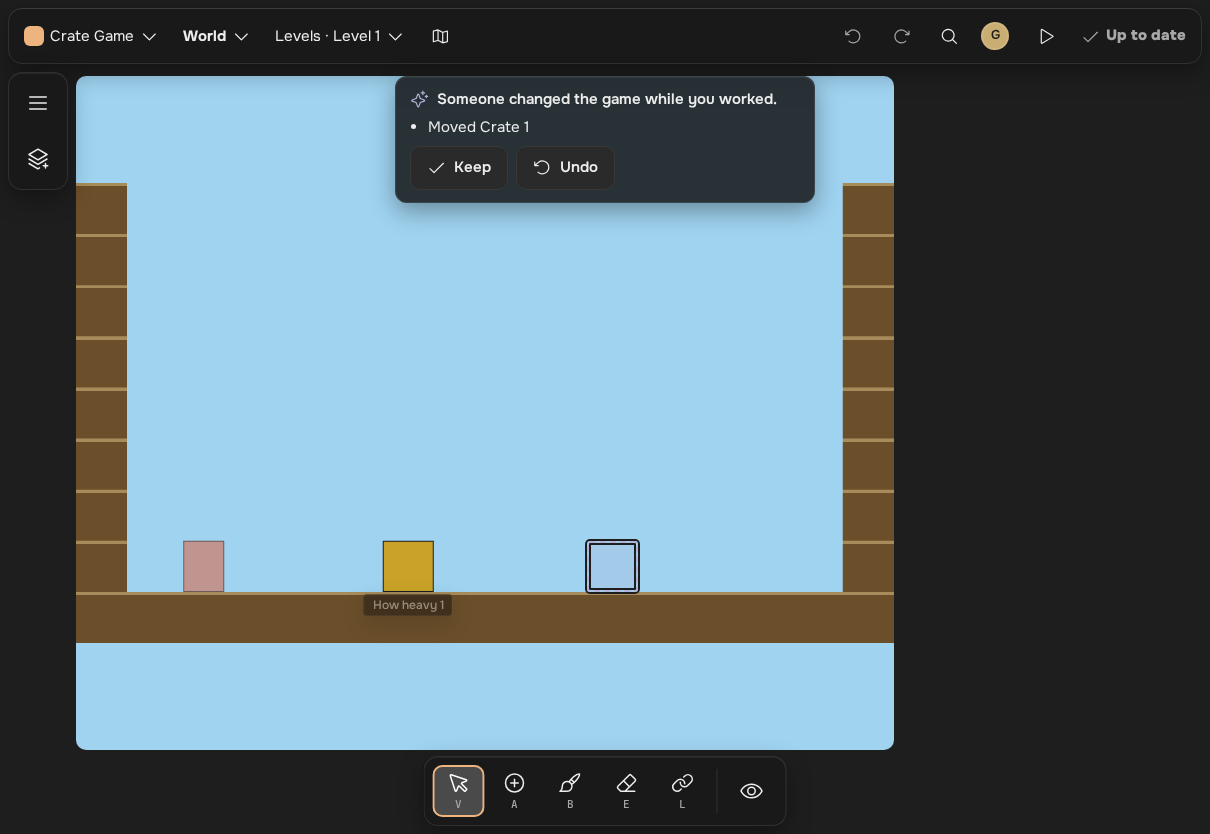 Crate Game
World
Levels · Level 1
G
Up to date
Someone changed the game while you worked.
• Moved Crate 1
Keep
Undo
How heavy 1
V
A
B
E
L